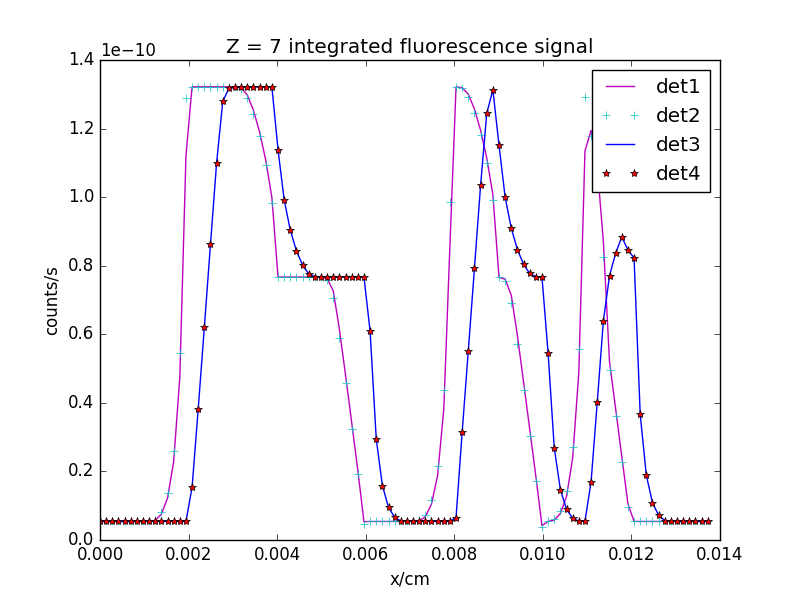 Z = 7 integrated fluorescence signal
1e−10
1.4
1.2
1.0
0.8
0.6
0.4
0.2
0.0
counts/s
det1
det2
det3
det4
0.000
0.002
0.004
0.006
0.008
0.010
0.012
0.014
x/cm